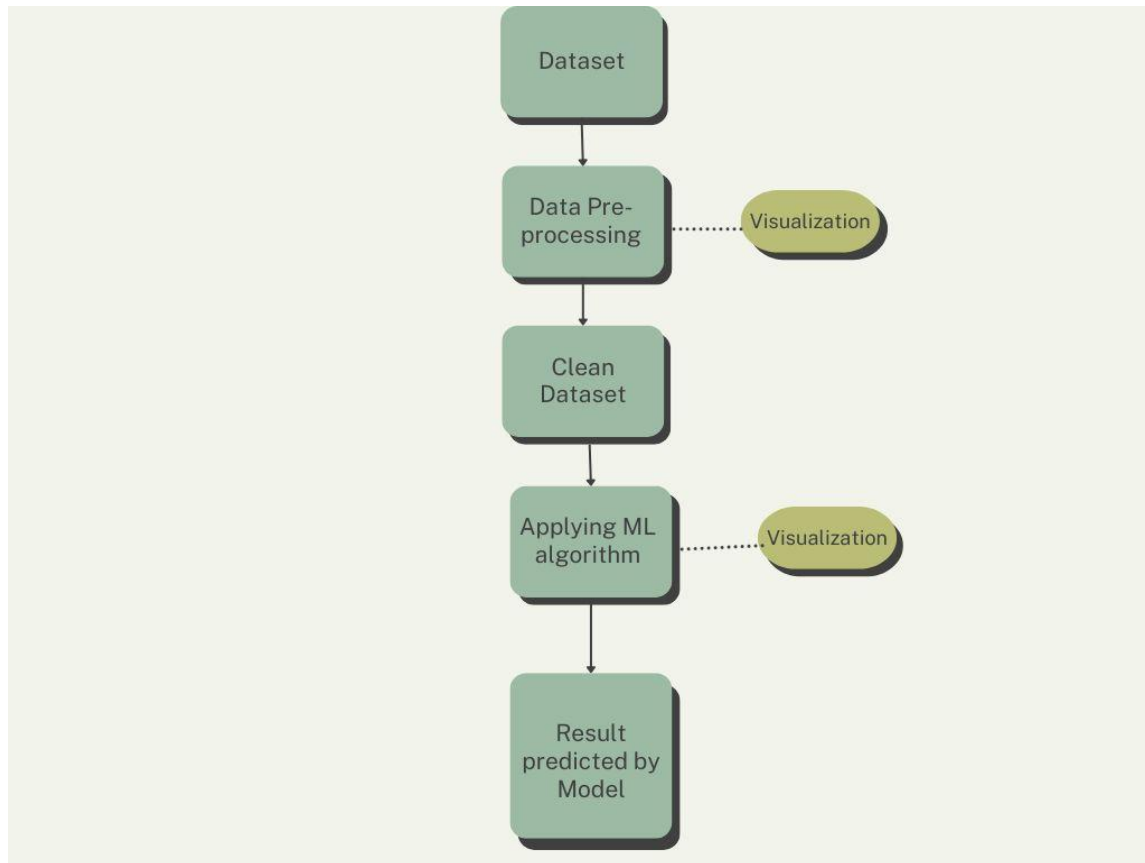 Dataset
Data Pre-
processing
Visualization
Clean
Dataset
Applying ML
algorithm
Visualization
Result
predicted by
Model